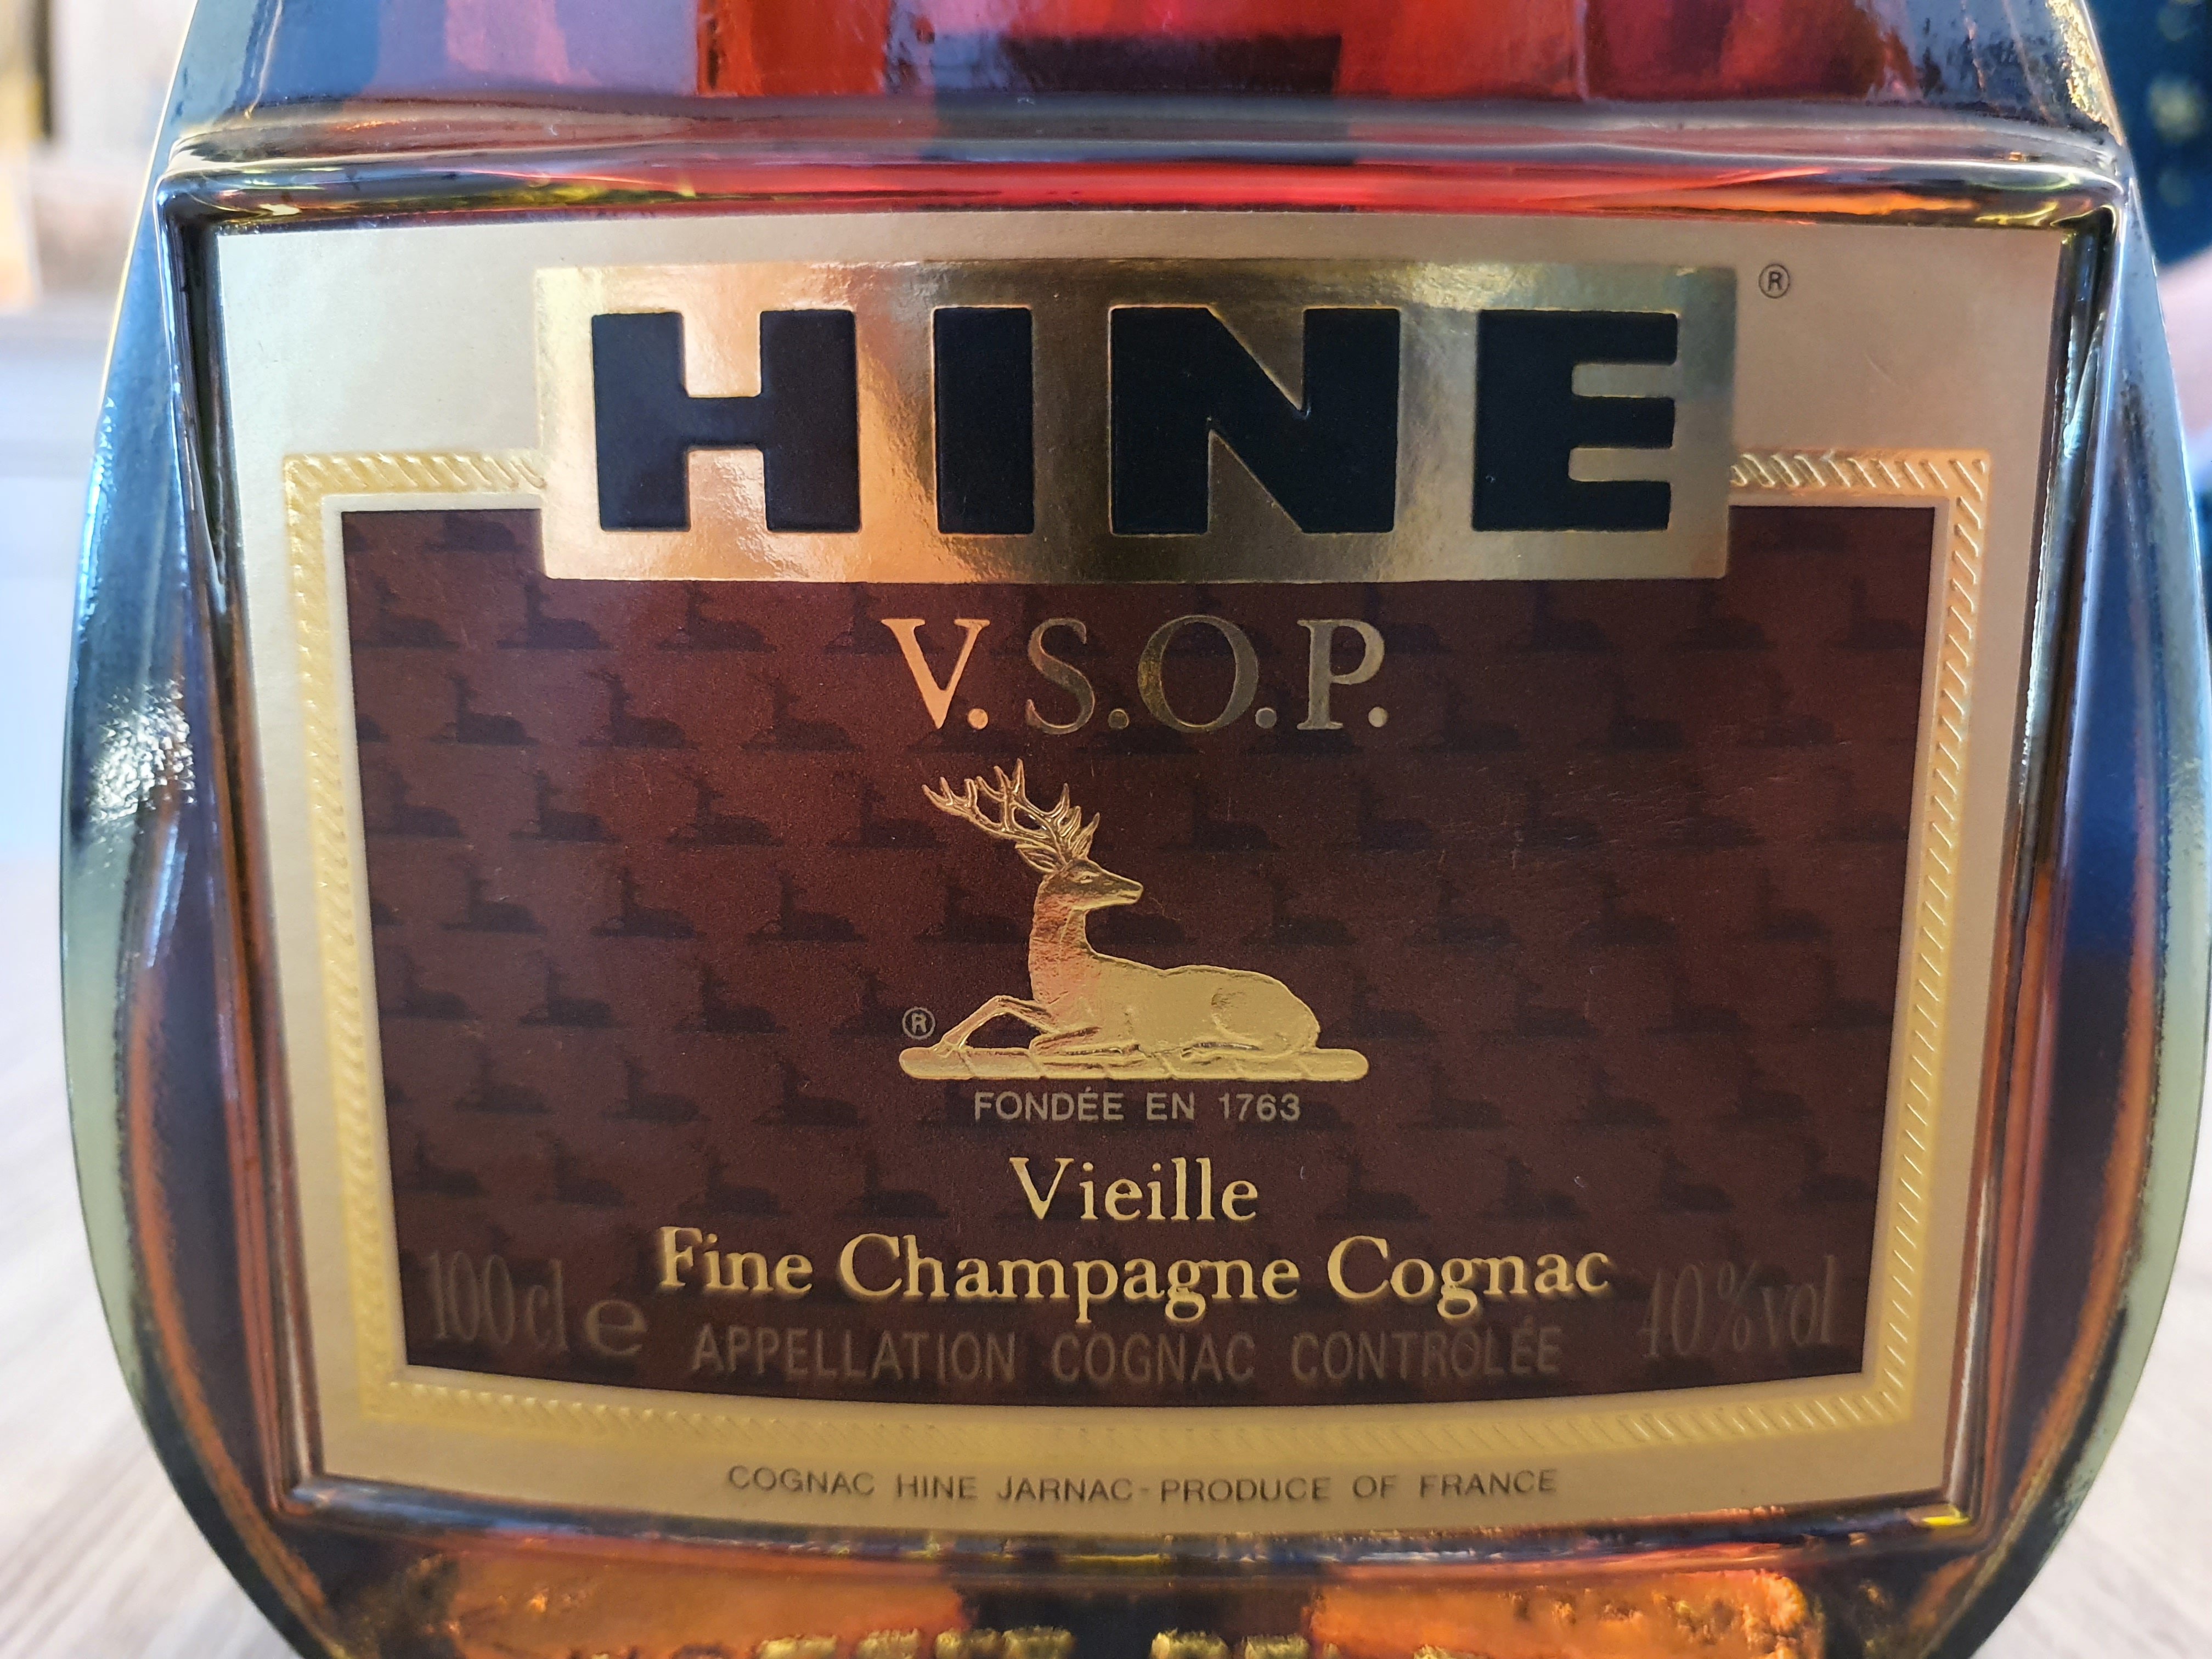 HINE ®
V.S.O.P.
®
FONDÉE EN 1763
Vieille
Fine Champagne Cognac
100cl e
40%vol
APPELLATION COGNAC CONTRÔLÉE
COGNAC HINE JARNAC-PRODUCE OF FRANCE